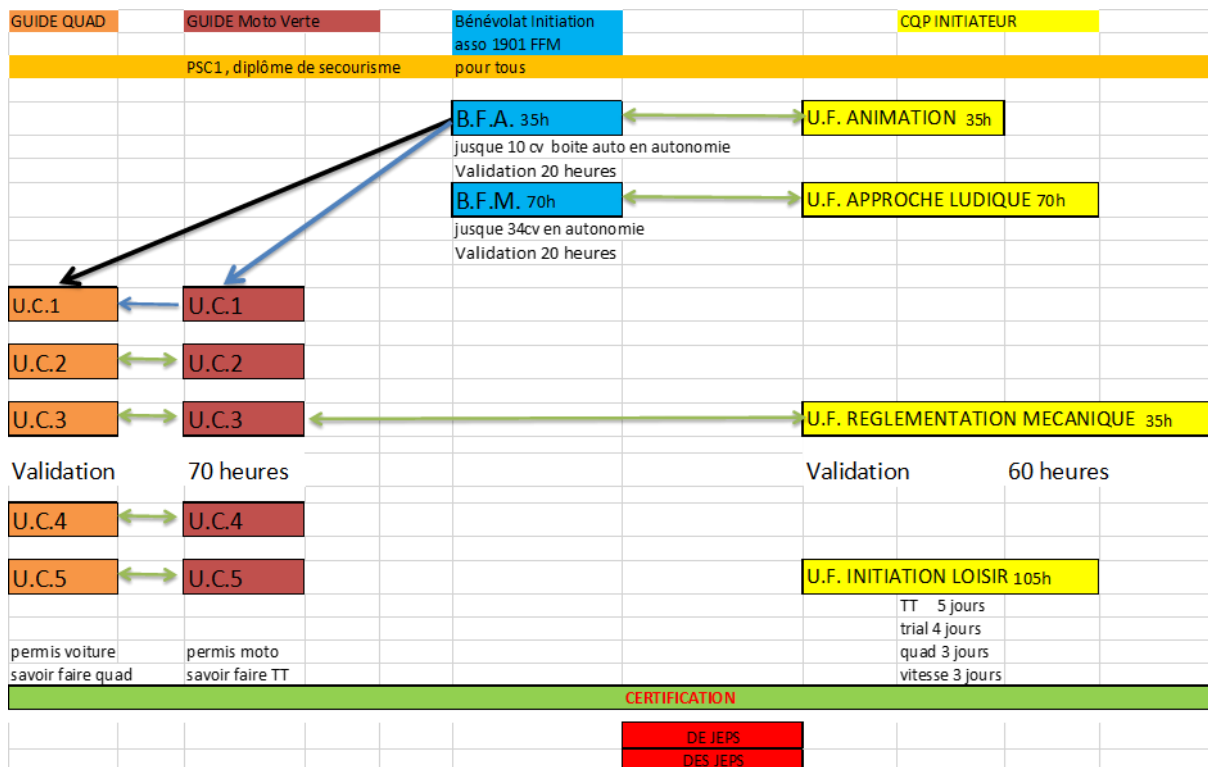 GUIDE QUAD GUIDE Moto Verte Bénévolat Initiation CQP INITIATEUR
asso 1901 FFM
PSC1, diplôme de secourisme pour tous
B.F.A. 35h U.F. ANIMATION 35h
jusque 10 cv boite auto en autonomie
Validation 20 heures
B.F.M. 70h U.F. APPROCHE LUDIQUE 70h
jusque 34cv en autonomie
Validation 20 heures
U.C.1 U.C.1
U.C.2 U.C.2
U.C.3 U.C.3 U.F. REGLEMENTATION MECANIQUE 35h
Validation 70 heures Validation 60 heures
U.C.4 U.C.4
U.C.5 U.C.5 U.F. INITIATION LOISIR 105h
TT 5 jours
trial 4 jours
permis voiture permis moto quad 3 jours
savoir faire quad savoir faire TT vitesse 3 jours
CERTIFICATION
DE JEPS
DES JEPS